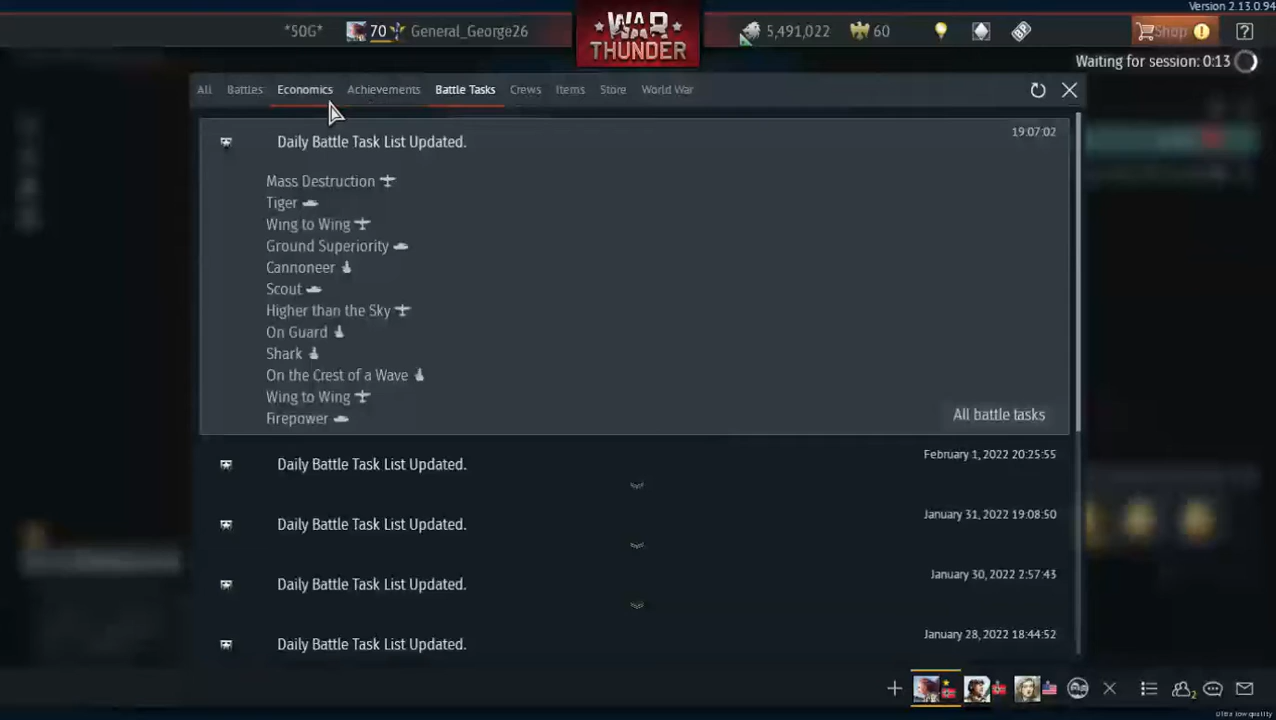 Version 2.13.0.94
*50G* 70 General_George26 WAR THUNDER 5,491,022 60 Shop
Waiting for session: 0:13
All Battles Economics Achievements Battle Tasks Crews Items Store World War
Daily Battle Task List Updated. 19:07:02
Mass Destruction
Tiger
Wing to Wing
Ground Superiority
Cannoneer
Scout
Higher than the Sky
On Guard
Shark
On the Crest of a Wave
Wing to Wing
Firepower
All battle tasks
Daily Battle Task List Updated. February 1, 2022 20:25:55
Daily Battle Task List Updated. January 31, 2022 19:08:50
Daily Battle Task List Updated. January 30, 2022 2:57:43
Daily Battle Task List Updated. January 28, 2022 18:44:52
2
Ultra low quality